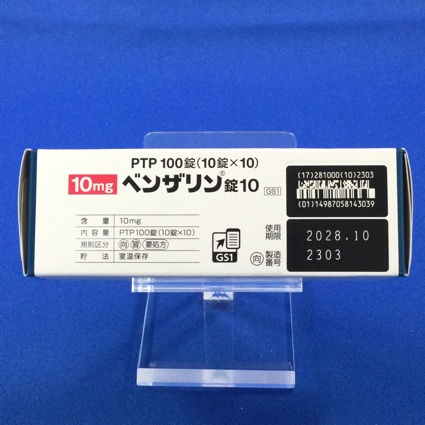 PTP 100錠(10錠×10)
10mg ベンザリン®錠10 GS1
含量 10mg
内容量 PTP100錠(10錠×10)
規制区分 向 習 要処方
貯法 室温保存
GS1
(17)281000(10)2303
(01)14987058143039
使用期限 2028.10
向 製造番号 2303